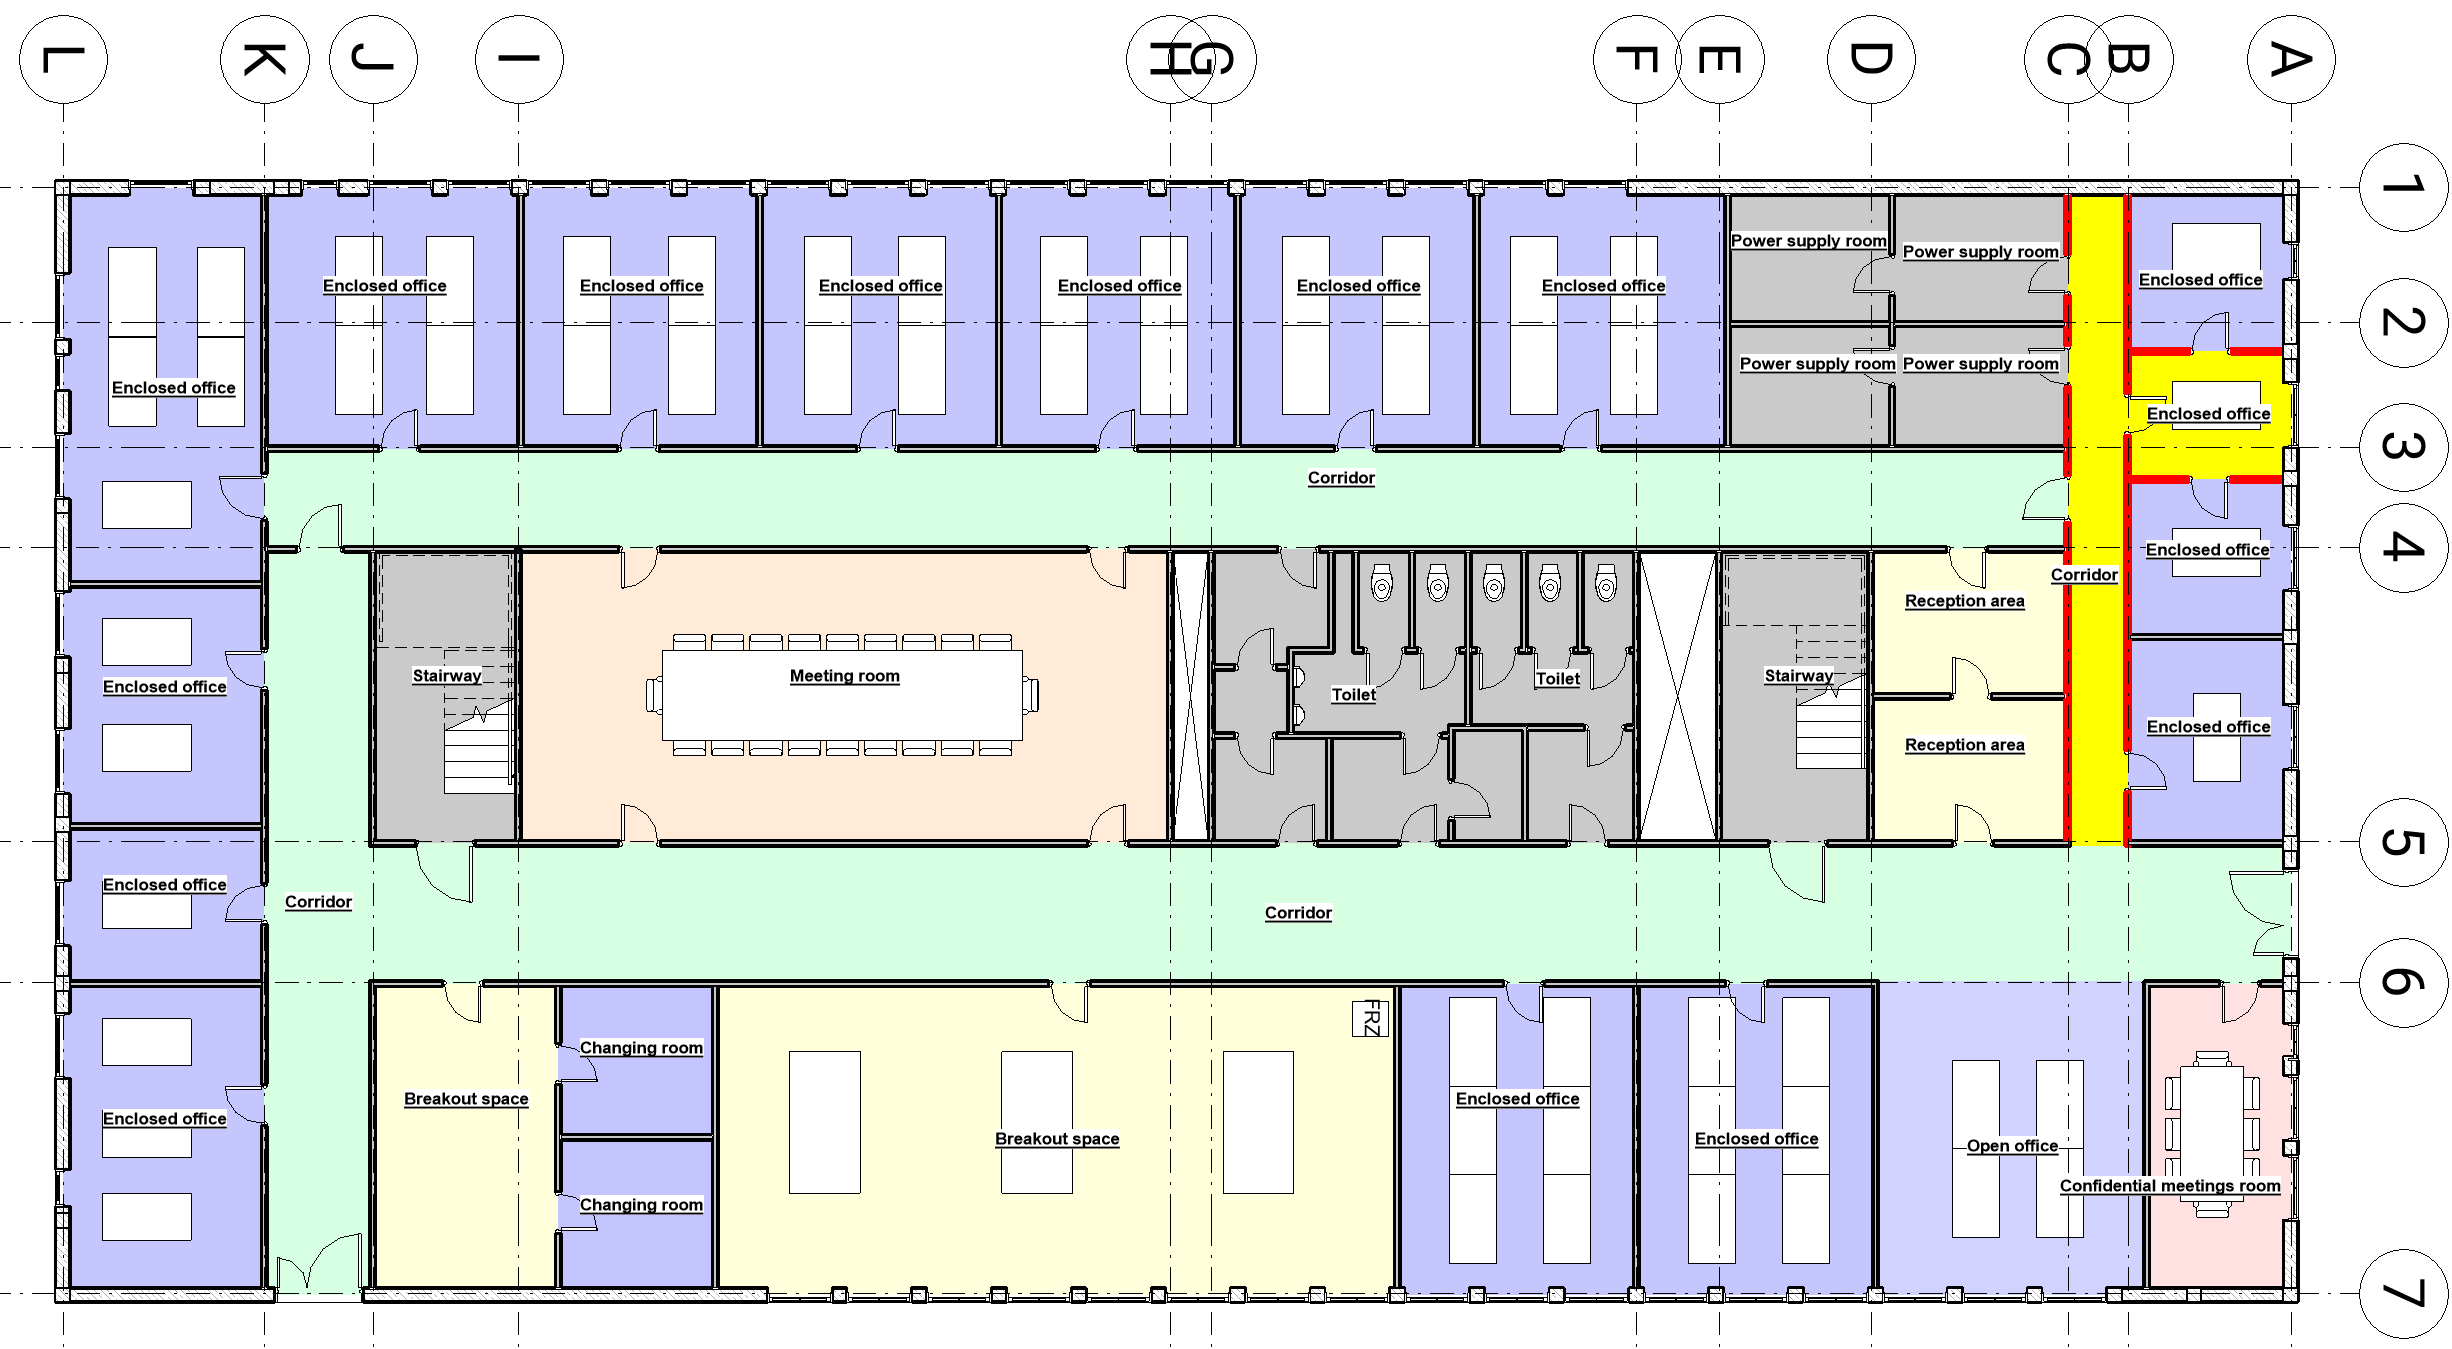 L K J I H G F E D C B A
1
Power supply room
Power supply room
Enclosed office
Enclosed office
Enclosed office
Enclosed office
Enclosed office
Enclosed office
Enclosed office
2
Power supply room
Power supply room
Enclosed office
Enclosed office
3
Corridor
4
Enclosed office
Corridor
Reception area
Stairway
Meeting room
Toilet
Toilet
Stairway
Enclosed office
Enclosed office
Reception area
5
Enclosed office
Corridor
Corridor
6
FRZ
Changing room
Breakout space
Enclosed office
Enclosed office
Breakout space
Enclosed office
Open office
Confidential meetings room
Changing room
7